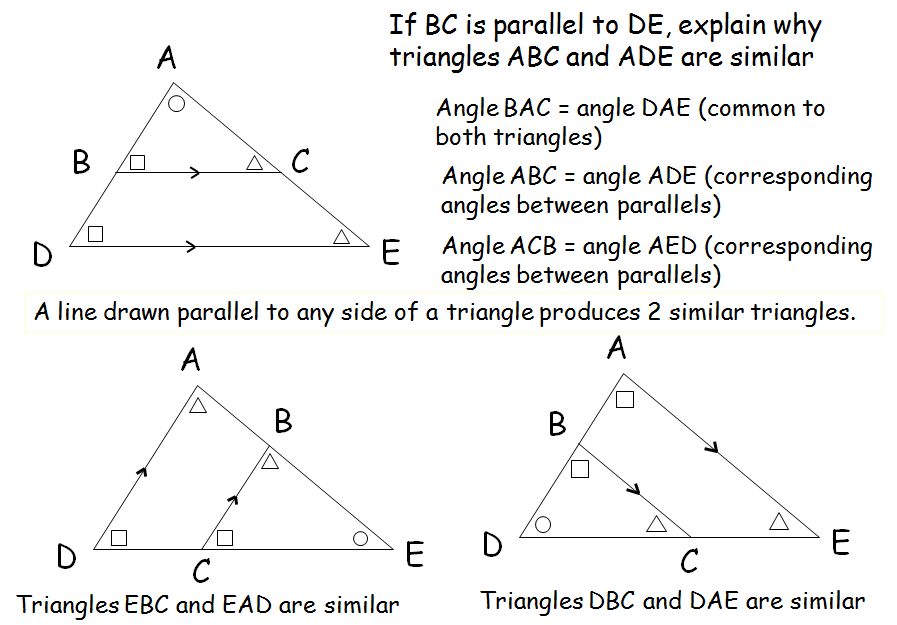 If BC is parallel to DE, explain why
triangles ABC and ADE are similar
A
B
C
D
E
Angle BAC = angle DAE (common to
both triangles)
Angle ABC = angle ADE (corresponding
angles between parallels)
Angle ACB = angle AED (corresponding
angles between parallels)
A line drawn parallel to any side of a triangle produces 2 similar triangles.
A
B
D
C
E
Triangles EBC and EAD are similar
A
B
D
C
E
Triangles DBC and DAE are similar